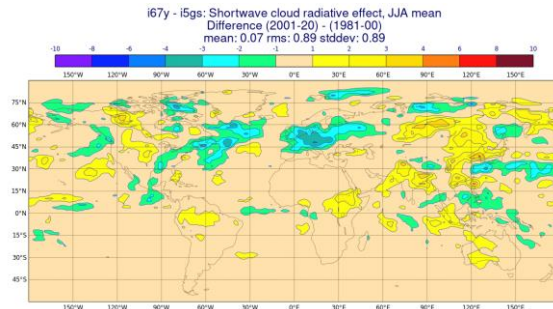 i67y - i5gs: Shortwave cloud radiative effect, JJA mean
Difference (2001-20) - (1981-00)
mean: 0.07 rms: 0.89 stddev: 0.89
-10 -8 -6 -4 -3 -2 -1 1 2 3 4 6 8 10
150°W 120°W 90°W 60°W 30°W 0°E 30°E 60°E 90°E 120°E 150°E
75°N
60°N
45°N
30°N
15°N
0°N
15°S
30°S
45°S
150°W 120°W 90°W 60°W 30°W 0°E 30°E 60°E 90°E 120°E 150°E